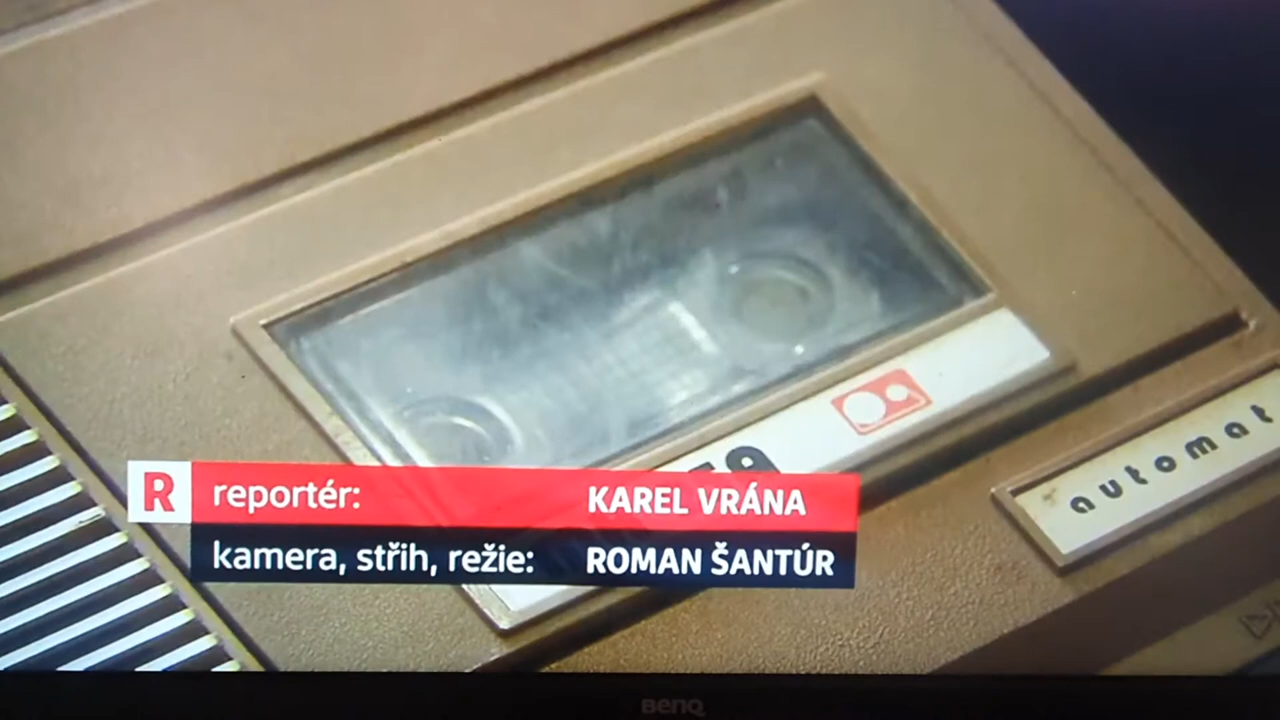 R reportér: KAREL VRÁNA
kamera, střih, režie: ROMAN ŠANTÚR
automat
BenQ